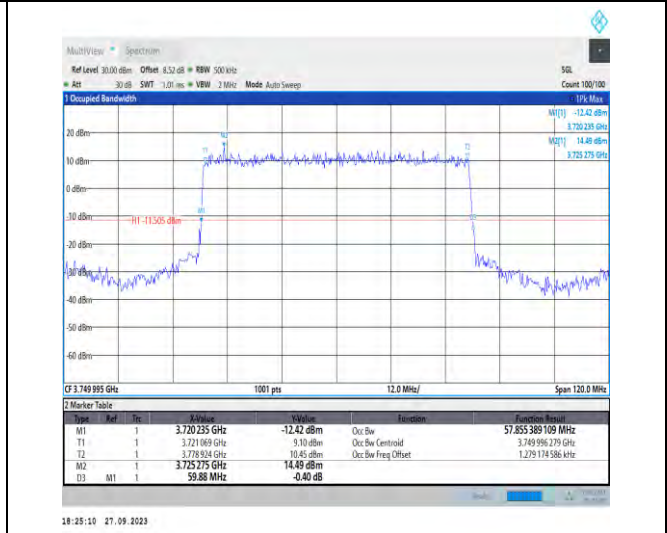 MultiView Spectrum
Ref Level 30.00 dBm Offset 8.52 dB RBW 500 kHz SGL
Att 30 dB SWT 1.01 ms VBW 2 MHz Mode Auto Sweep Count 100/100
1 Occupied Bandwidth 1Pk Max
M1[1] -12.42 dBm
3.720 235 GHz
M2[1] 14.49 dBm
3.725 275 GHz
20 dBm
M2
T1
10 dBm
0 dBm
-10 dBm
M1
H1 -11.505 dBm
-20 dBm
-30 dBm
-40 dBm
-50 dBm
-60 dBm
CF 3.749 995 GHz 1001 pts 12.0 MHz/ Span 120.0 MHz
2 Marker Table
Type Ref Trc X-Value Y-Value Function Function Result
M1 1 3.720 235 GHz -12.42 dBm Occ Bw 57.855 389 109 MHz
T1 1 3.721 069 GHz 9.10 dBm Occ Bw Centroid 3.749 996 279 GHz
T2 1 3.778 924 GHz 10.45 dBm Occ Bw Freq Offset 1.279 174 586 kHz
M2 1 3.725 275 GHz 14.49 dBm
D3 M1 1 59.88 MHz -0.40 dB
18:25:10 27.09.2023